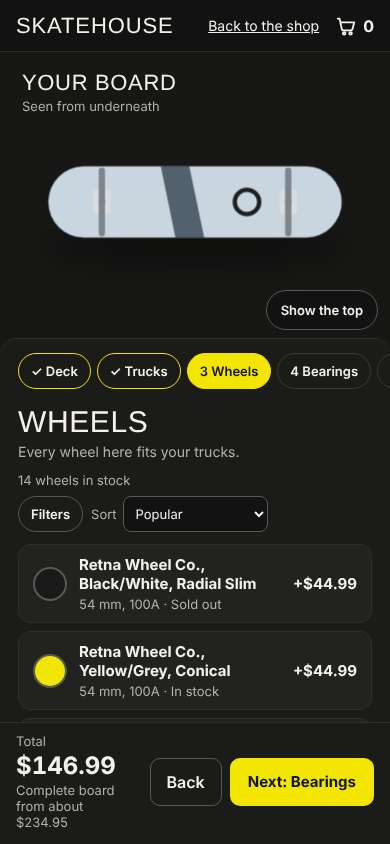 SKATEHOUSE
Back to the shop
0
YOUR BOARD
Seen from underneath
Show the top
✓ Deck
✓ Trucks
3 Wheels
4 Bearings
WHEELS
Every wheel here fits your trucks.
14 wheels in stock
Filters
Sort
Popular
Retna Wheel Co.,
Black/White, Radial Slim
+$44.99
54 mm, 100A · Sold out
Retna Wheel Co.,
Yellow/Grey, Conical
+$44.99
54 mm, 100A · In stock
Total
$146.99
Complete board
from about
$234.95
Back
Next: Bearings